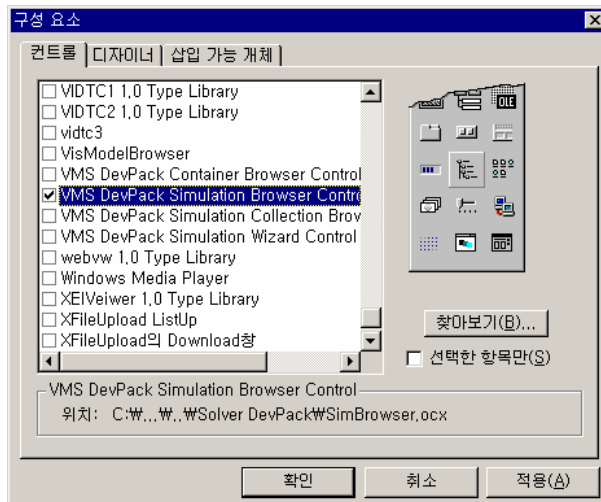 구성 요소
컨트롤 디자이너 삽입 가능 개체
VIDTC1 1,0 Type Library
VIDTC2 1,0 Type Library
vidtc3
VisModelBrowser
VMS DevPack Container Browser Control
VMS DevPack Simulation Browser Contro
VMS DevPack Simulation Collection Brov
VMS DevPack Simulation Wizard Control
webvw 1,0 Type Library
Windows Media Player
XEIVeiwer 1,0 Type Library
XFileUpload ListUp
XFileUpload의 Download창
OLE
찾아보기(B)...
선택한 항목만(S)
VMS DevPack Simulation Browser Control
위치: C:₩,,,₩,,₩Solver DevPack₩SimBrowser,ocx
확인 취소 적용(A)